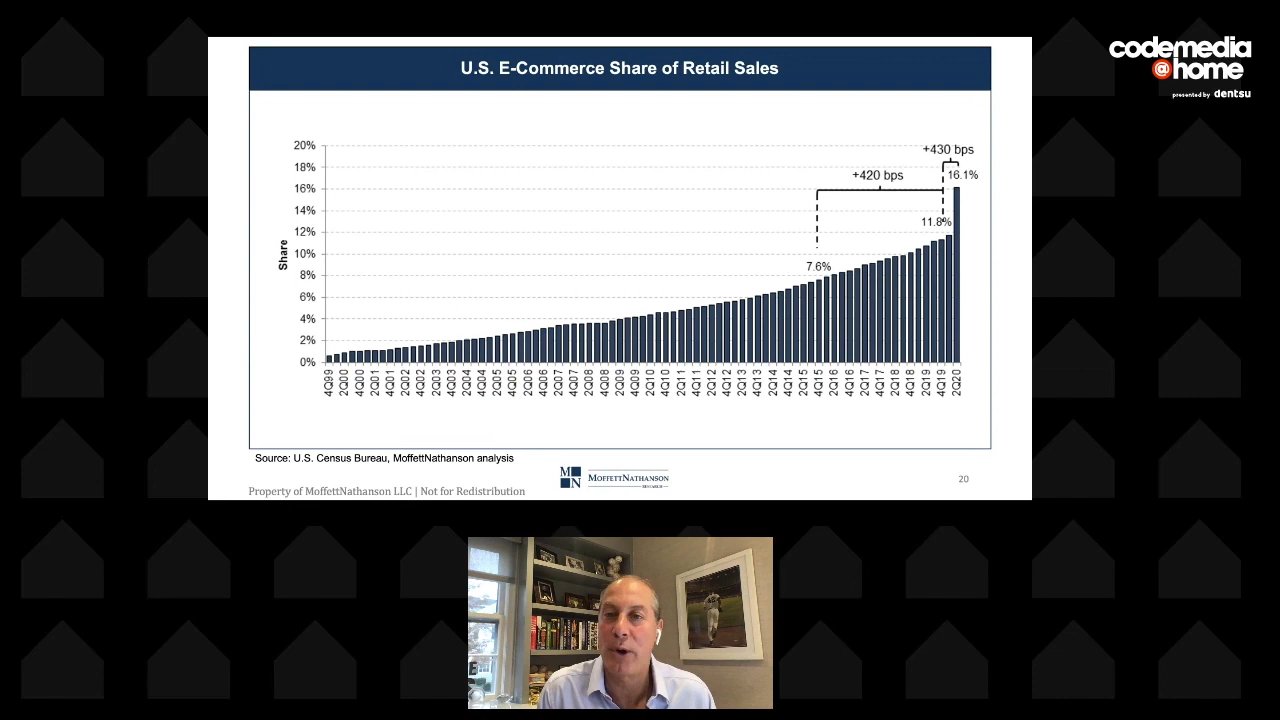 codemedia
@home
presented by dentsu
U.S. E-Commerce Share of Retail Sales
+430 bps
+420 bps
16.1%
11.8%
7.6%
Share
20%
18%
16%
14%
12%
10%
8%
6%
4%
2%
0%
4Q99 2Q00 4Q00 2Q01 4Q01 2Q02 4Q02 2Q03 4Q03 2Q04 4Q04 2Q05 4Q05 2Q06 4Q06 2Q07 4Q07 2Q08 4Q08 2Q09 4Q09 2Q10 4Q10 2Q11 4Q11 2Q12 4Q12 2Q13 4Q13 2Q14 4Q14 2Q15 4Q15 2Q16 4Q16 2Q17 4Q17 2Q18 4Q18 2Q19 4Q19 2Q20
Source: U.S. Census Bureau, MoffettNathanson analysis
M
N
MOFFETTNATHANSON
RESEARCH
20
Property of MoffettNathanson LLC | Not for Redistribution